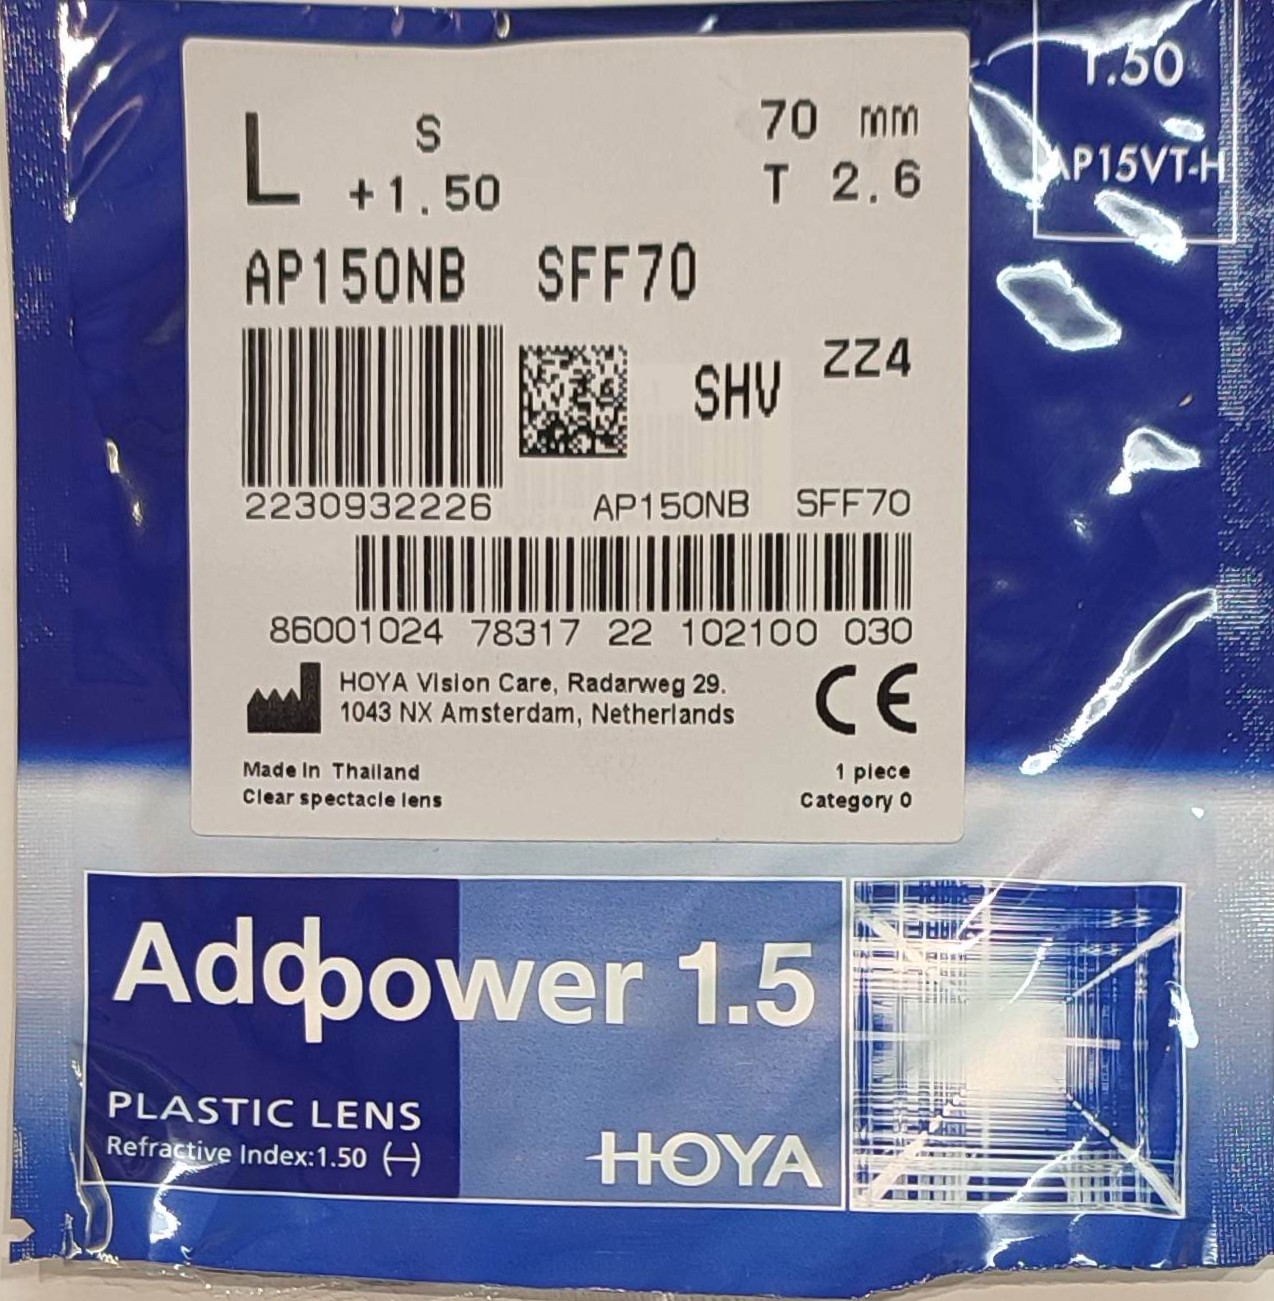 1.50
AP15VT-H
L S 70 mm
+1.50 T 2.6
AP150NB SFF70
SHV ZZ4
2230932226 AP150NB SFF70
86001024 78317 22 102100 030
HOYA Vision Care, Radarweg 29.
1043 NX Amsterdam, Netherlands
CE
Made In Thailand 1 piece
Clear spectacle lens Category 0
Addpower 1.5
PLASTIC LENS
Refractive Index:1.50 (H)
HOYA